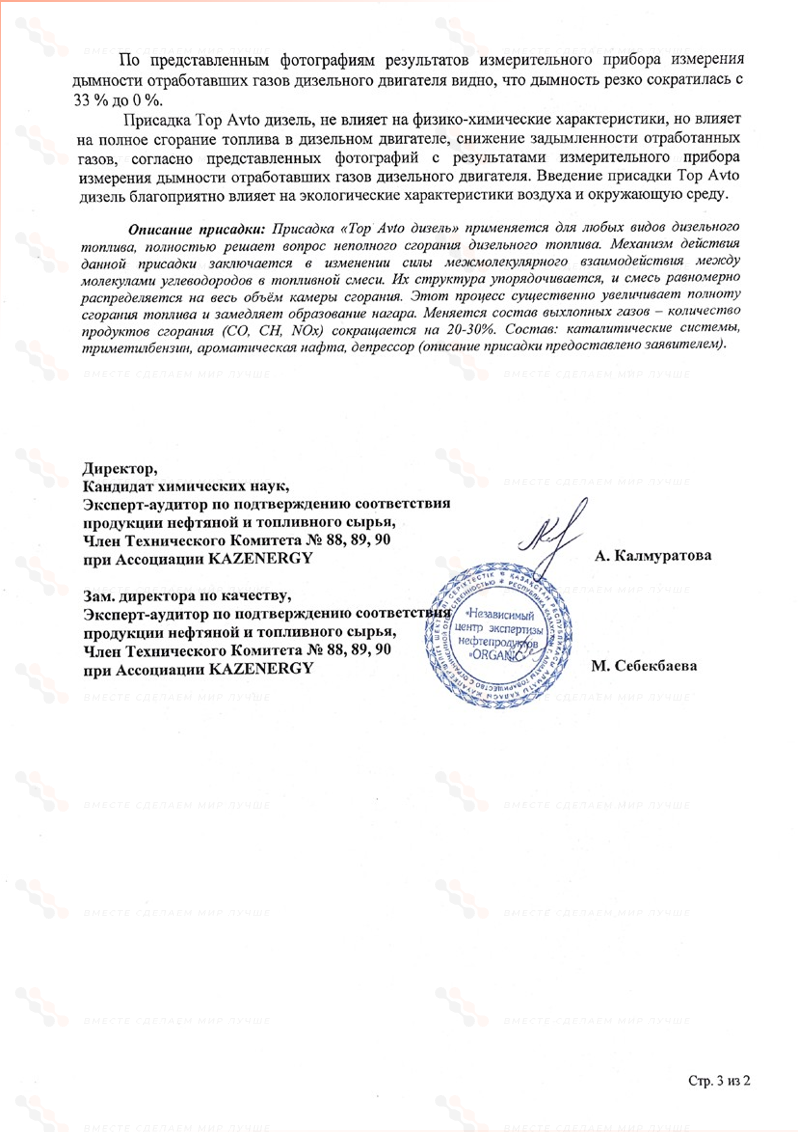 По представленным фотографиям результатов измерительного прибора измерения
дымности отработавших газов дизельного двигателя видно, что дымность резко сократилась с
33 % до 0 %.
Присадка Top Avto дизель, не влияет на физико-химические характеристики, но влияет
на полное сгорание топлива в дизельном двигателе, снижение задымленности отработанных
газов, согласно представленных фотографий с результатами измерительного прибора
измерения дымности отработавших газов дизельного двигателя. Введение присадки Top Avto
дизель благоприятно влияет на экологические характеристики воздуха и окружающую среду.
Описание присадки: Присадка «Top Avto дизель» применяется для любых видов дизельного
топлива, полностью решает вопрос неполного сгорания дизельного топлива. Механизм действия
данной присадки заключается в изменении силы межмолекулярного взаимодействия между
молекулами углеводородов в топливной смеси. Их структура упорядочивается, и смесь равномерно
распределяется на весь объём камеры сгорания. Этот процесс существенно увеличивает полноту
сгорания топлива и замедляет образование нагара. Меняется состав выхлопных газов – количество
продуктов сгорания (CO, CH, NOx) сокращается на 20-30%. Состав: каталитические системы,
триметилбензин, ароматическая нафта, депрессор (описание присадки предоставлено заявителем).
Директор,
Кандидат химических наук,
Эксперт-аудитор по подтверждению соответствия
продукции нефтяной и топливного сырья,
Член Технического Комитета № 88, 89, 90
при Ассоциации KAZENERGY
А. Калмуратова
Зам. директора по качеству,
Эксперт-аудитор по подтверждению соответствия
продукции нефтяной и топливного сырья,
Член Технического Комитета № 88, 89, 90
при Ассоциации KAZENERGY
М. Себекбаева
«Независимый
центр экспертизы
нефтепродуктов
«ORGANIC»
ВМЕСТЕ СДЕЛАЕМ МИР ЛУЧШЕ
Стр. 3 из 2